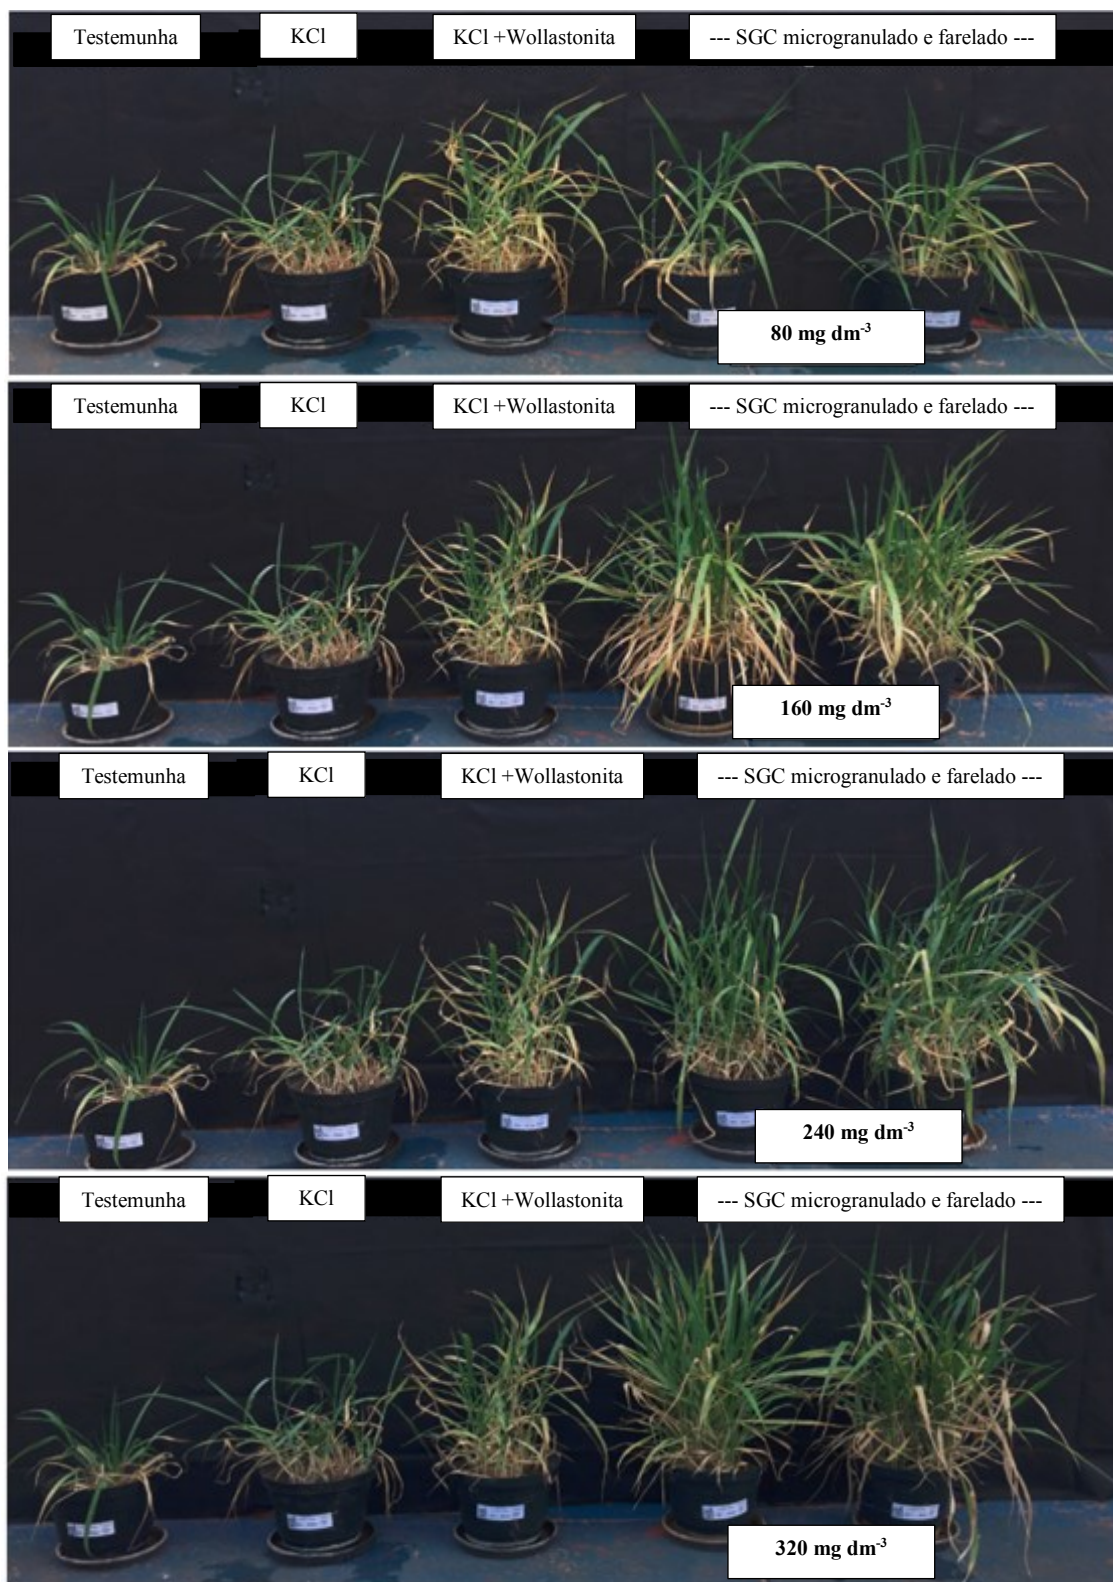 Testemunha
KCl
KCl +Wollastonita
--- SGC microgranulado e farelado ---
80 mg dm⁻³
Testemunha
KCl
KCl +Wollastonita
--- SGC microgranulado e farelado ---
160 mg dm⁻³
Testemunha
KCl
KCl +Wollastonita
--- SGC microgranulado e farelado ---
240 mg dm⁻³
Testemunha
KCl
KCl +Wollastonita
--- SGC microgranulado e farelado ---
320 mg dm⁻³